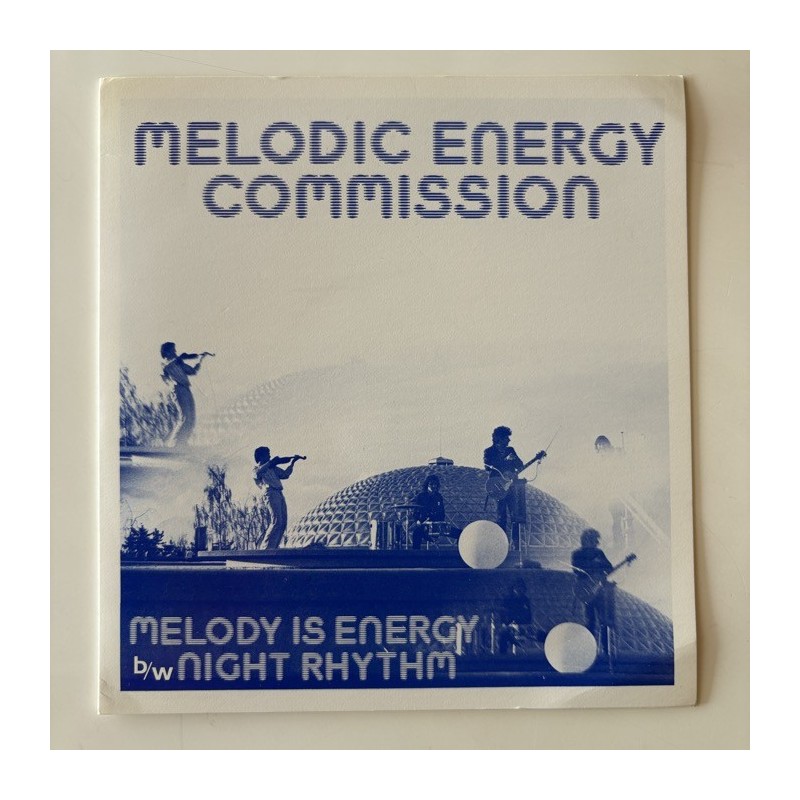 MELODIC ENERGY
COMMISSION
MELODY IS ENERGY
b/w NIGHT RHYTHM